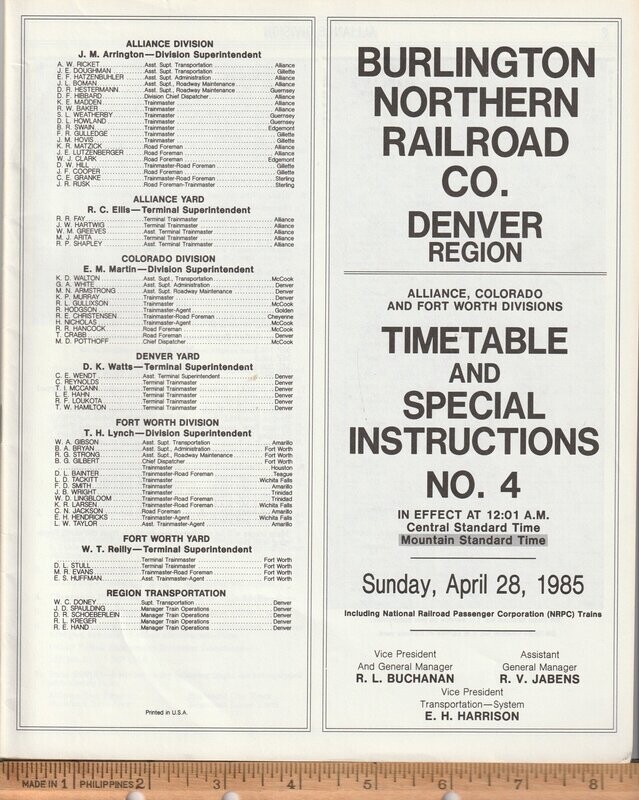 ALLIANCE DIVISION
J. M. Arrington—Division Superintendent
A. W. RICKET Asst. Supt. Transportation Alliance
J. E. DOUGHMAN Asst. Supt. Transportation Gillette
E. F. HATZENBUHLER Asst. Supt. Administration Alliance
J. L. BOMAN Asst. Supt., Roadway Maintenance Alliance
D. R. HESTERMANN Asst. Supt., Roadway Maintenance Guernsey
D. F. HIBBARD Division Chief Dispatcher Alliance
K. E. MADDEN Trainmaster Alliance
R. W. BAKER Trainmaster Alliance
S. L. WEATHERBY Trainmaster Guernsey
D. L. HOWLAND Trainmaster Guernsey
B. R. SWAIN Trainmaster Edgemont
F. R. GULLEDGE Trainmaster Gillette
J. M. HOVIS Trainmaster Gillette
K. R. MATZICK Road Foreman Alliance
J. E. LUTZENBERGER Road Foreman Alliance
W. J. CLARK Road Foreman Edgemont
D. W. HILL Trainmaster-Road Foreman Gillette
J. F. COOPER Road Foreman Gillette
C. E. GRANKE Trainmaster-Road Foreman Sterling
J. R. RUSK Road Foreman-Trainmaster Sterling
ALLIANCE YARD
R. C. Ellis—Terminal Superintendent
R. R. FAY Terminal Trainmaster Alliance
J. W. HARTWIG Terminal Trainmaster Alliance
W. M. GREEVES Asst. Terminal Trainmaster Alliance
M. J. ARITA Terminal Trainmaster Alliance
R. P. SHAPLEY Asst. Terminal Trainmaster Alliance
COLORADO DIVISION
E. M. Martin—Division Superintendent
K. D. WALTON Asst. Supt., Transportation McCook
G. A. WHITE Asst. Supt. Administration Denver
M. N. ARMSTRONG Asst. Supt. Roadway Maintenance Denver
K. P. MURRAY Trainmaster Denver
R. L. GULLIXSON Trainmaster McCook
R. HODGSON Trainmaster-Agent Golden
R. E. CHRISTENSEN Trainmaster-Road Foreman Cheyenne
H. NICHOLAS Trainmaster-Agent McCook
R. R. HANCOCK Road Foreman McCook
T. CRABB Road Foreman Denver
M. D. POTTHOFF Chief Dispatcher McCook
DENVER YARD
D. K. Watts—Terminal Superintendent
C. E. WENDT Asst. Terminal Superintendent Denver
C. REYNOLDS Terminal Trainmaster Denver
T. I. MCCANN Terminal Trainmaster Denver
L. E. HAHN Terminal Trainmaster Denver
R. F. LOUKOTA Terminal Trainmaster Denver
T. W. HAMILTON Terminal Trainmaster Denver
FORT WORTH DIVISION
T. H. Lynch—Division Superintendent
W. A. GIBSON Asst. Supt. Transportation Amarillo
B. A. BRYAN Asst. Supt., Administration Fort Worth
R. G. STRONG Asst. Supt., Roadway Maintenance Fort Worth
B. G. GILBERT Chief Dispatcher Fort Worth
Trainmaster Houston
D. L. BAINTER Trainmaster-Road Foreman Teague
L. D. TACKITT Trainmaster Wichita Falls
F. D. SMITH Trainmaster Amarillo
J. B. WRIGHT Trainmaster Trinidad
W. D. LINGBLOOM Trainmaster-Road Foreman Trinidad
K. R. LARSEN Trainmaster-Road Foreman Wichita Falls
C. N. JACKSON Road Foreman Amarillo
E. H. HENDRICKS Trainmaster-Agent Wichita Falls
L. W. TAYLOR Asst. Trainmaster-Agent Amarillo
FORT WORTH YARD
W. T. Reilly—Terminal Superintendent
Terminal Trainmaster Fort Worth
D. L. STULL Terminal Trainmaster Fort Worth
M. R. EVANS Trainmaster-Road Foreman Fort Worth
E. S. HUFFMAN Asst. Trainmaster-Agent Fort Worth
REGION TRANSPORTATION
W. C. DONEY Supt. Transportation Denver
J. D. SPAULDING Manager Train Operations Denver
D. R. SCHOEBERLEIN Manager Train Operations Denver
R. L. KREGER Manager Train Operations Denver
R. E. HAND Manager Train Operations Denver
Printed in U.S.A.
BURLINGTON
NORTHERN
RAILROAD
CO.
DENVER
REGION
ALLIANCE, COLORADO
AND FORT WORTH DIVISIONS
TIMETABLE
AND
SPECIAL
INSTRUCTIONS
NO. 4
IN EFFECT AT 12:01 A.M.
Central Standard Time
Mountain Standard Time
Sunday, April 28, 1985
Including National Railroad Passenger Corporation (NRPC) Trains
Vice President
And General Manager
R. L. BUCHANAN
Assistant
General Manager
R. V. JABENS
Vice President
Transportation—System
E. H. HARRISON
MADE IN 1 PHILIPPINES 2 3 4 5 6 7 8